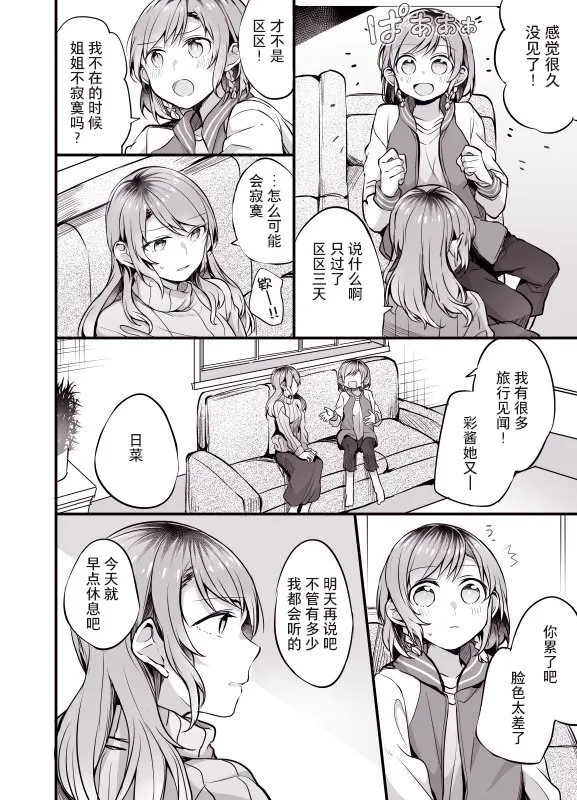 感觉很久
没见了！
ぱあぁぁ
说什么啊
只过了
区区三天
才不是
区区！
我不在的时候
姐姐不寂寞吗？
…怎么可能
会寂寞
欸—!!
我有很多
旅行见闻！
彩酱她又—
日菜
你累了吧
脸色太差了
う…
明天再说吧
不管有多少
我都会听的
今天就
早点休息吧